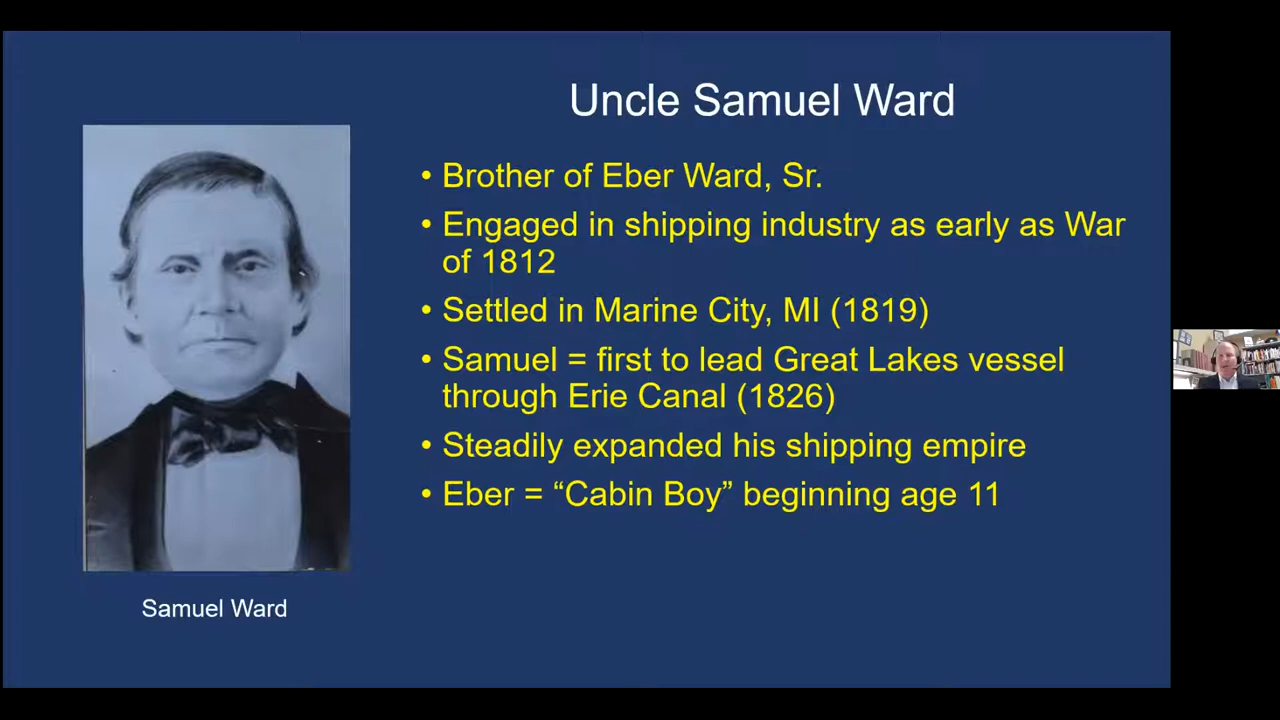 Uncle Samuel Ward
• Brother of Eber Ward, Sr.
• Engaged in shipping industry as early as War
of 1812
• Settled in Marine City, MI (1819)
• Samuel = first to lead Great Lakes vessel
through Erie Canal (1826)
• Steadily expanded his shipping empire
• Eber = “Cabin Boy” beginning age 11
Samuel Ward